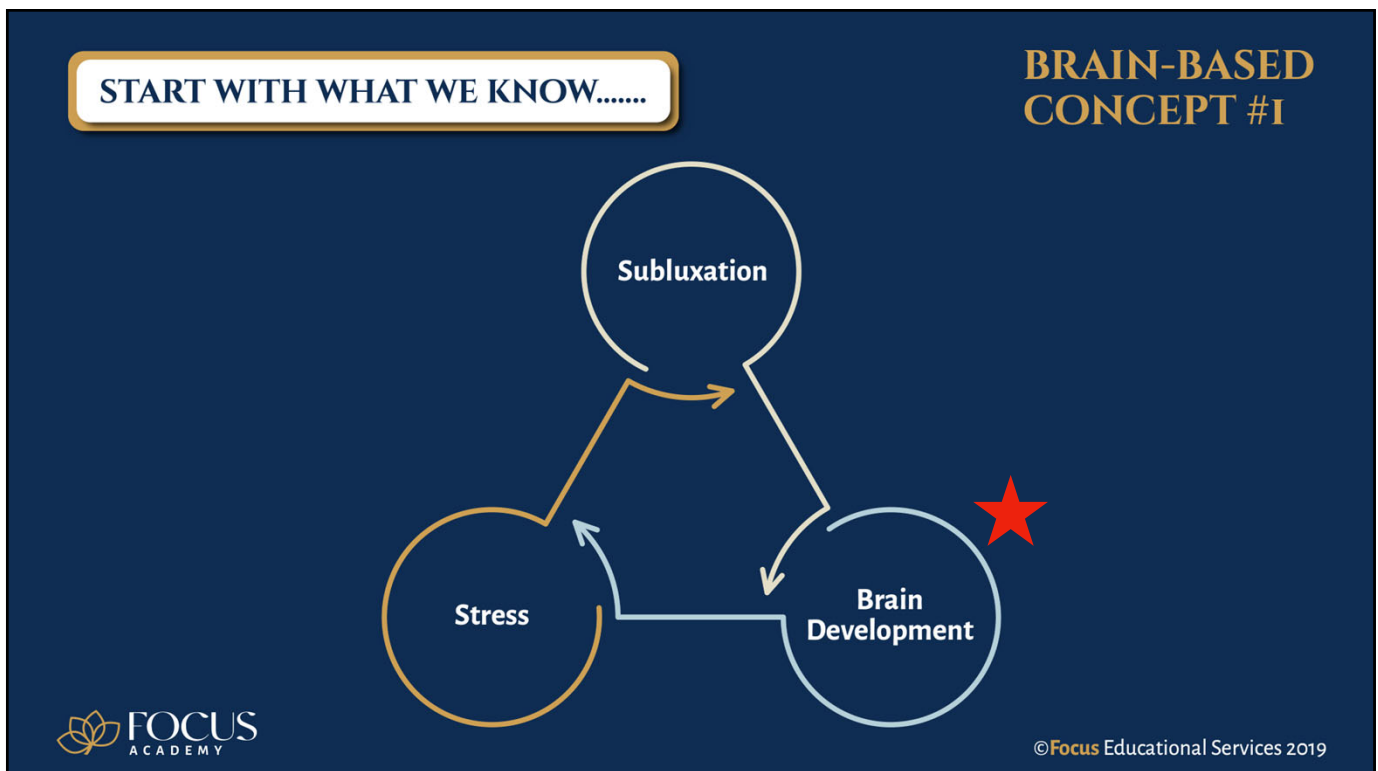 START WITH WHAT WE KNOW.......
BRAIN-BASED
CONCEPT #1
Subluxation
Stress
Brain
Development
FOCUS
ACADEMY
©Focus Educational Services 2019